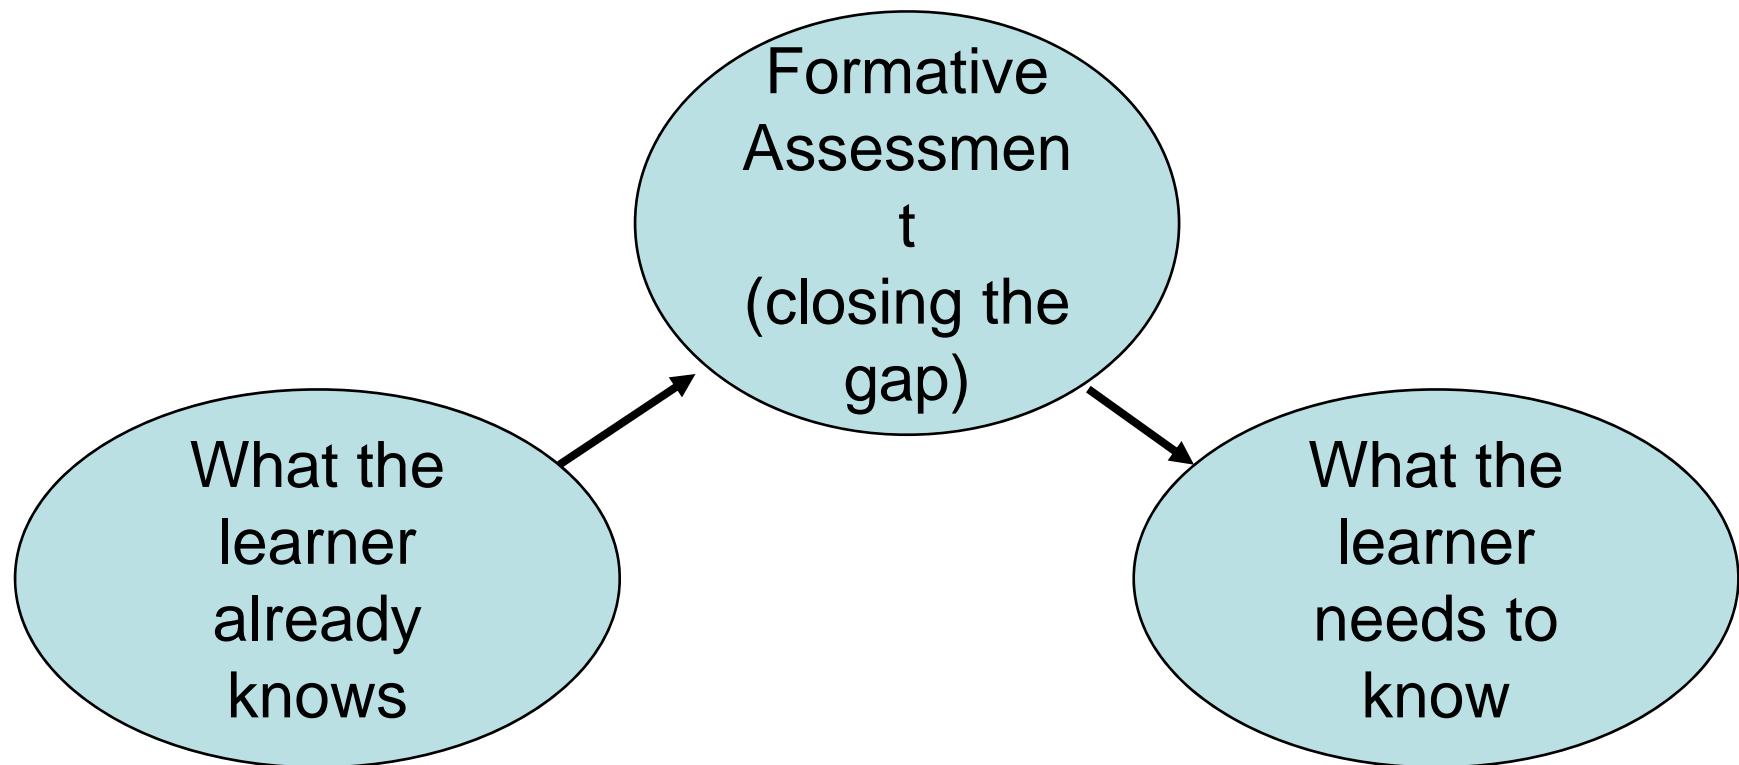 Formative
Assessmen
t
(closing the
gap)
What the
learner
already
knows
What the
learner
needs to
know